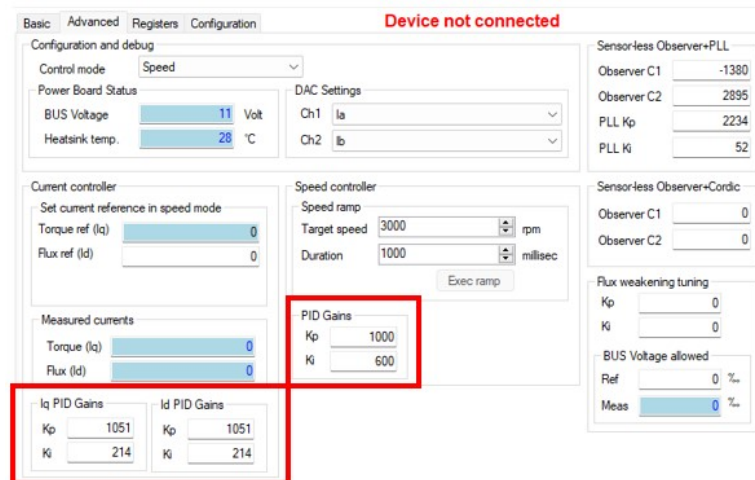 Basic Advanced Registers Configuration
Device not connected
Configuration and debug
Control mode Speed
Power Board Status
BUS Voltage 11 Volt
Heatsink temp. 28 °C
DAC Settings
Ch1 Ia
Ch2 Ib
Sensor-less Observer+PLL
Observer C1 -1380
Observer C2 2895
PLL Kp 2234
PLL Ki 52
Current controller
Set current reference in speed mode
Torque ref (Iq) 0
Flux ref (Id) 0
Measured currents
Torque (Iq) 0
Flux (Id) 0
Iq PID Gains
Kp 1051
Ki 214
Id PID Gains
Kp 1051
Ki 214
Speed controller
Speed ramp
Target speed 3000 rpm
Duration 1000 millisec
Exec ramp
PID Gains
Kp 1000
Ki 600
Sensor-less Observer+Cordic
Observer C1 0
Observer C2 0
Flux weakening tuning
Kp 0
Ki 0
BUS Voltage allowed
Ref 0 ‰
Meas 0 ‰